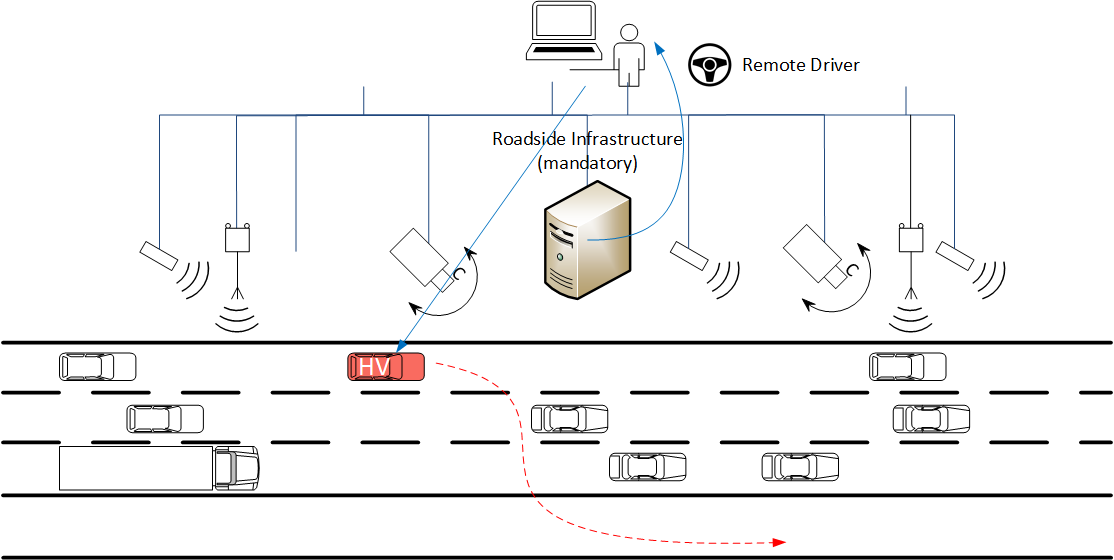 Remote Driver
Roadside Infrastructure
(mandatory)
HV